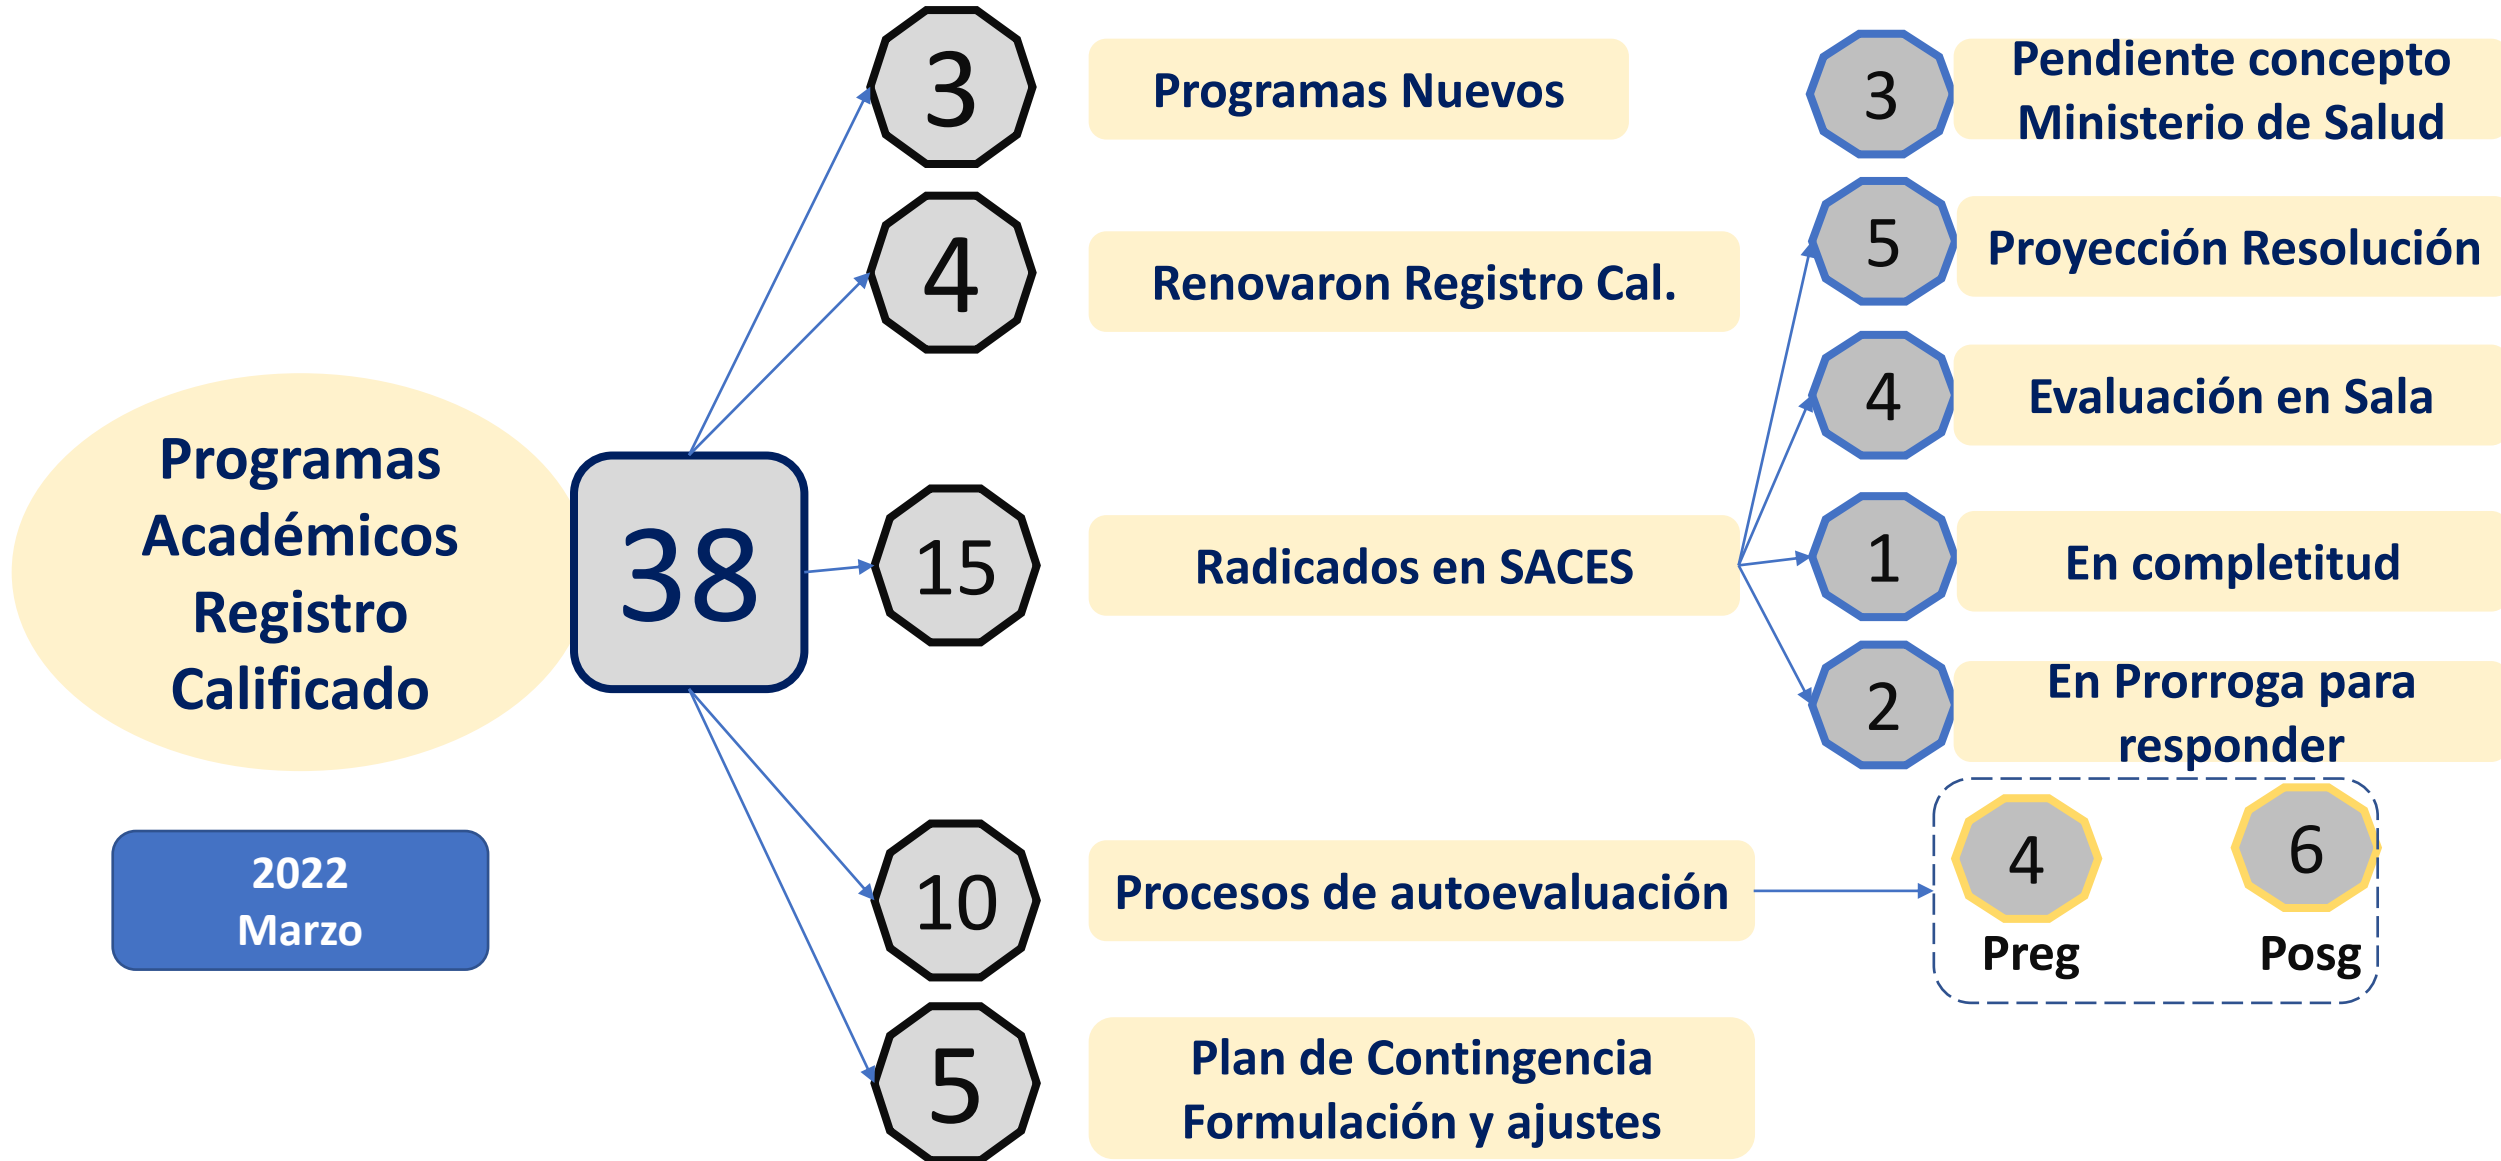 Programas
Académicos
Registro
Calificado
2022
Marzo
38
3
Programas Nuevos
4
Renovaron Registro Cal.
15
Radicados en SACES
10
Procesos de autoevaluación
5
Plan de Contingencia
Formulación y ajustes
3
Pendiente concepto
Ministerio de Salud
5
Proyección Resolución
4
Evaluación en Sala
1
En completitud
2
En Prorroga para
responder
4
Preg
6
Posg